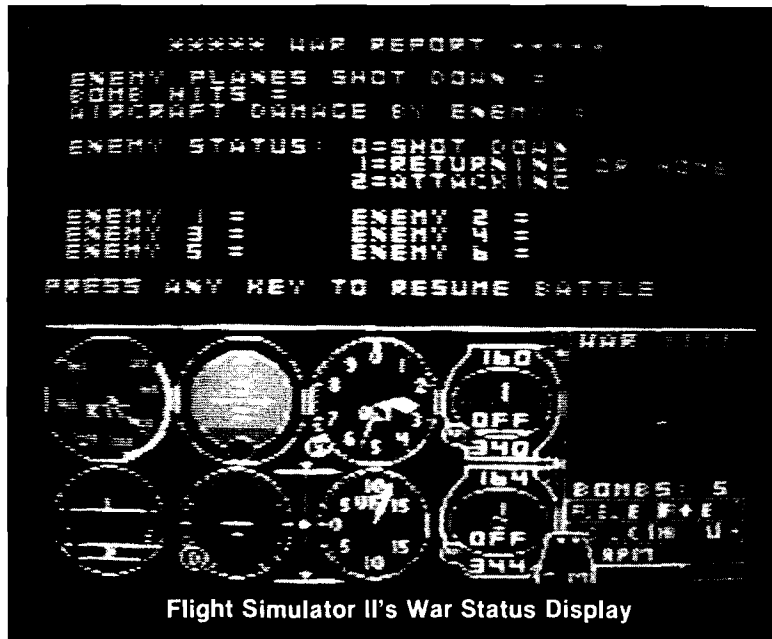 ***** WAR REPORT *****
ENEMY PLANES SHOT DOWN =
BOMB HITS =
AIRCRAFT DAMAGE BY ENEMY =
ENEMY STATUS: 0=SHOT DOWN
1=RETURNING OR HOME
2=ATTACKING
ENEMY 1 = ENEMY 2 =
ENEMY 3 = ENEMY 4 =
ENEMY 5 = ENEMY 6 =
PRESS ANY KEY TO RESUME BATTLE
WAR
160
1
OFF
340
BOMBS: 5
164
OFF
344
RPM
Flight Simulator II's War Status Display